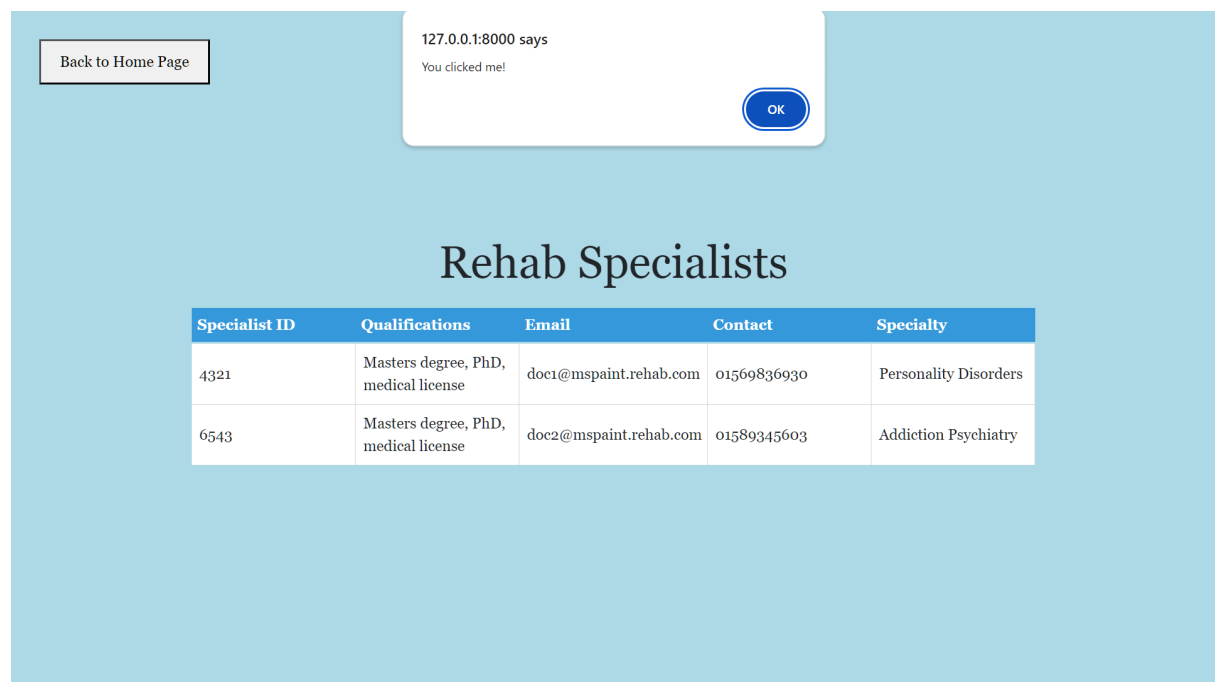 Back to Home Page
127.0.0.1:8000 says
You clicked me!
OK
Rehab Specialists
Specialist ID Qualifications Email Contact Specialty
4321 Masters degree, PhD, medical license doc1@mspaint.rehab.com 01569836930 Personality Disorders
6543 Masters degree, PhD, medical license doc2@mspaint.rehab.com 01589345603 Addiction Psychiatry